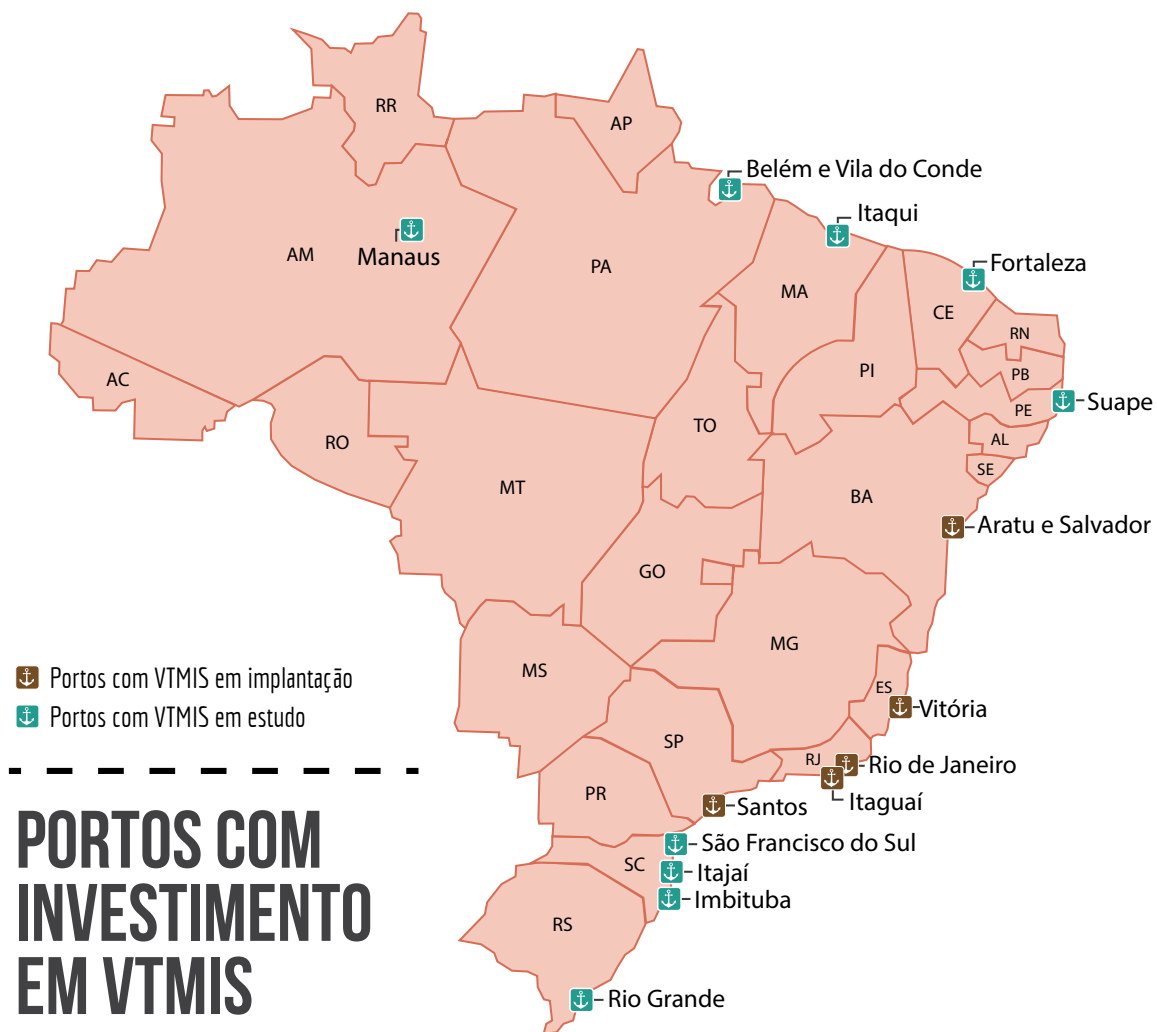 RR
AP
Belém e Vila do Conde
Itaqui
Manaus
AM
PA
Fortaleza
MA
CE
RN
AC
PI
PB
Suape
PE
TO
AL
RO
SE
MT
BA
Aratu e Salvador
GO
MG
MS
ES
Portos com VTMIS em implantação
Portos com VTMIS em estudo
Vitória
SP
RJ
Rio de Janeiro
Itaguaí
PR
Santos
São Francisco do Sul
SC
Itajaí
Imbituba
RS
Rio Grande
PORTOS COM
INVESTIMENTO
EM VTMIS